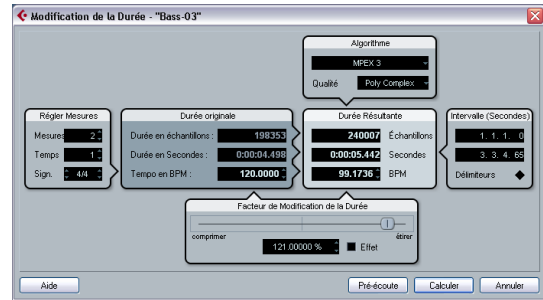 Modification de la Durée - "Bass-03"
Algorithme
MPEX 3
Qualité Poly Complex
Régler Mesures
Mesures 2
Temps 1
Sign. 4/4
Durée originale
Durée en échantillons : 198353
Durée en Secondes : 0:00:04.498
Tempo en BPM : 120.0000
Durée Résultante
240007 Échantillons
0:00:05.442 Secondes
99.1736 BPM
Intervalle (Secondes)
1. 1. 1. 0
3. 3. 4. 65
Délimiteurs
Facteur de Modification de la Durée
comprimer étirer
121.00000 % Effet
Aide Pré-écoute Calculer Annuler